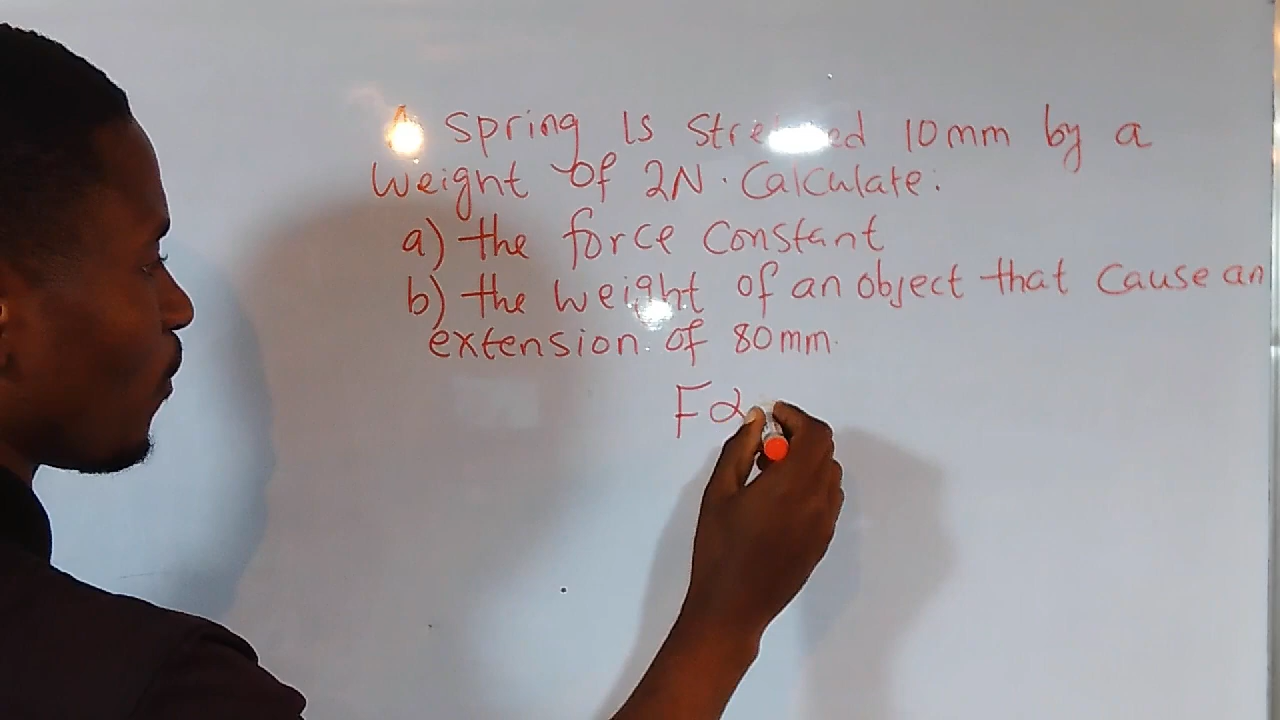 A spring is stretched 10mm by a
weight of 2N. Calculate:
a) the force constant
b) the weight of an object that cause an
extension of 80mm.
F α